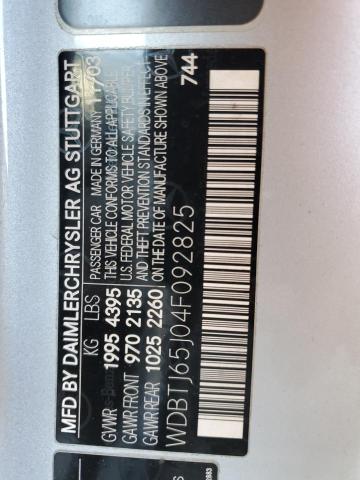 MFD BY DAIMLERCHRYSLER AG STUTTGART
PASSENGER CAR MADE IN GERMANY
KG LBS
GVWR 1995 4395
GAWR FRONT 970 2135
GAWR REAR 1025 2260
THIS VEHICLE CONFORMS TO ALL APPLICABLE
U.S. FEDERAL MOTOR VEHICLE SAFETY BUMPER
AND THEFT PREVENTION STANDARDS IN EFFECT
ON THE DATE OF MANUFACTURE SHOWN ABOVE
WDBTJ65J04F092825
744